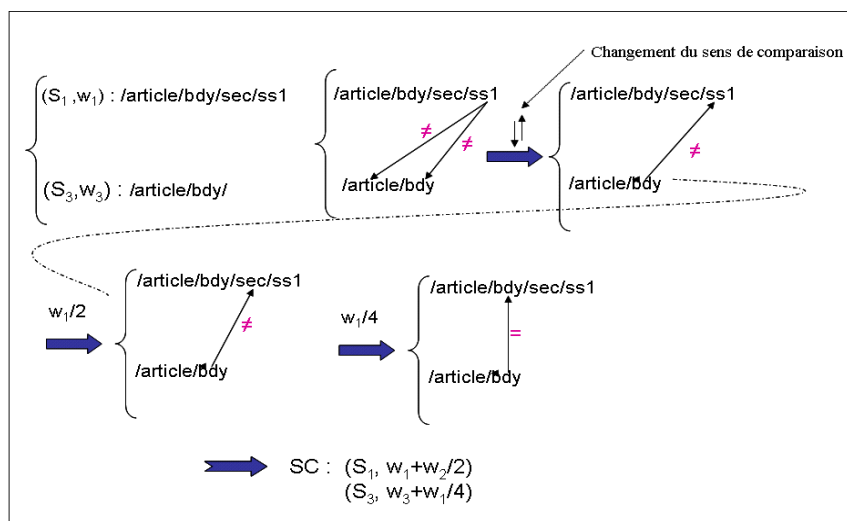 Changement du sens de comparaison
(S1 ,w1) : /article/bdy/sec/ss1
(S3,w3) : /article/bdy/
/article/bdy/sec/ss1
≠
≠
/article/bdy
/article/bdy/sec/ss1
≠
/article/bdy
w1/2
/article/bdy/sec/ss1
≠
/article/bdy
w1/4
/article/bdy/sec/ss1
=
/article/bdy
SC : (S1, w1+w2/2)
(S3, w3+w1/4)